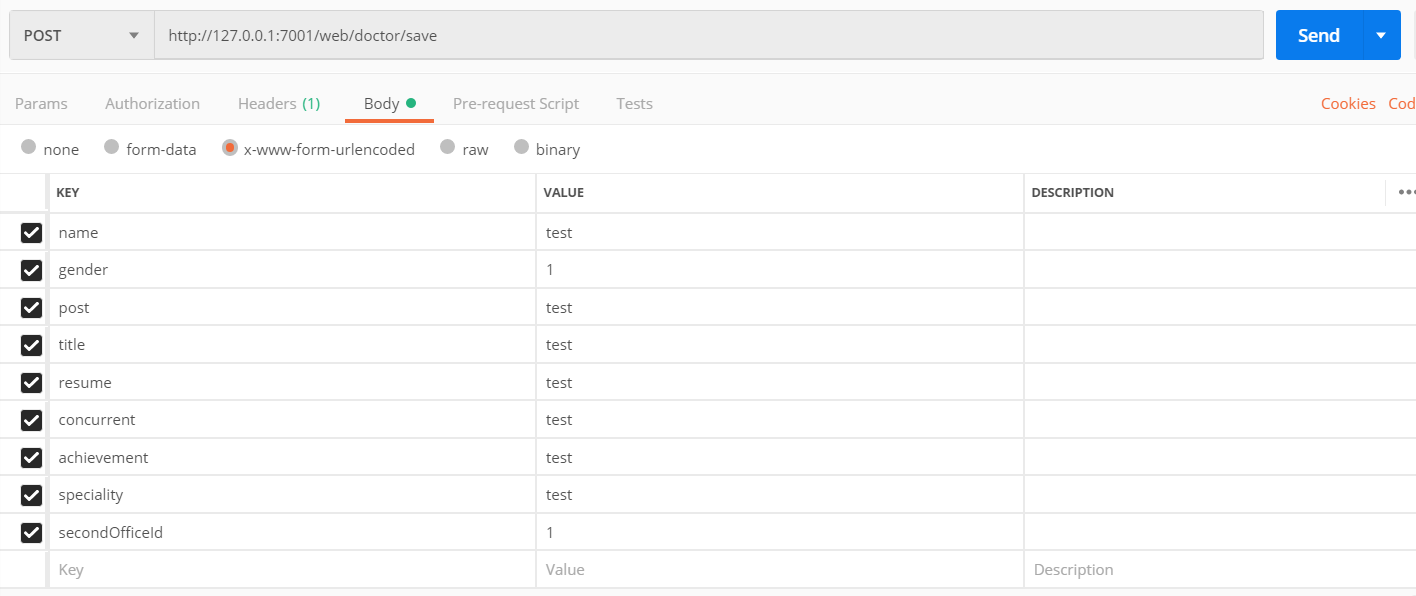 POST http://127.0.0.1:7001/web/doctor/save Send
Params Authorization Headers (1) Body Pre-request Script Tests Cookies Cod
none form-data x-www-form-urlencoded raw binary
KEY VALUE DESCRIPTION
name test
gender 1
post test
title test
resume test
concurrent test
achievement test
speciality test
secondOfficeId 1
Key Value Description